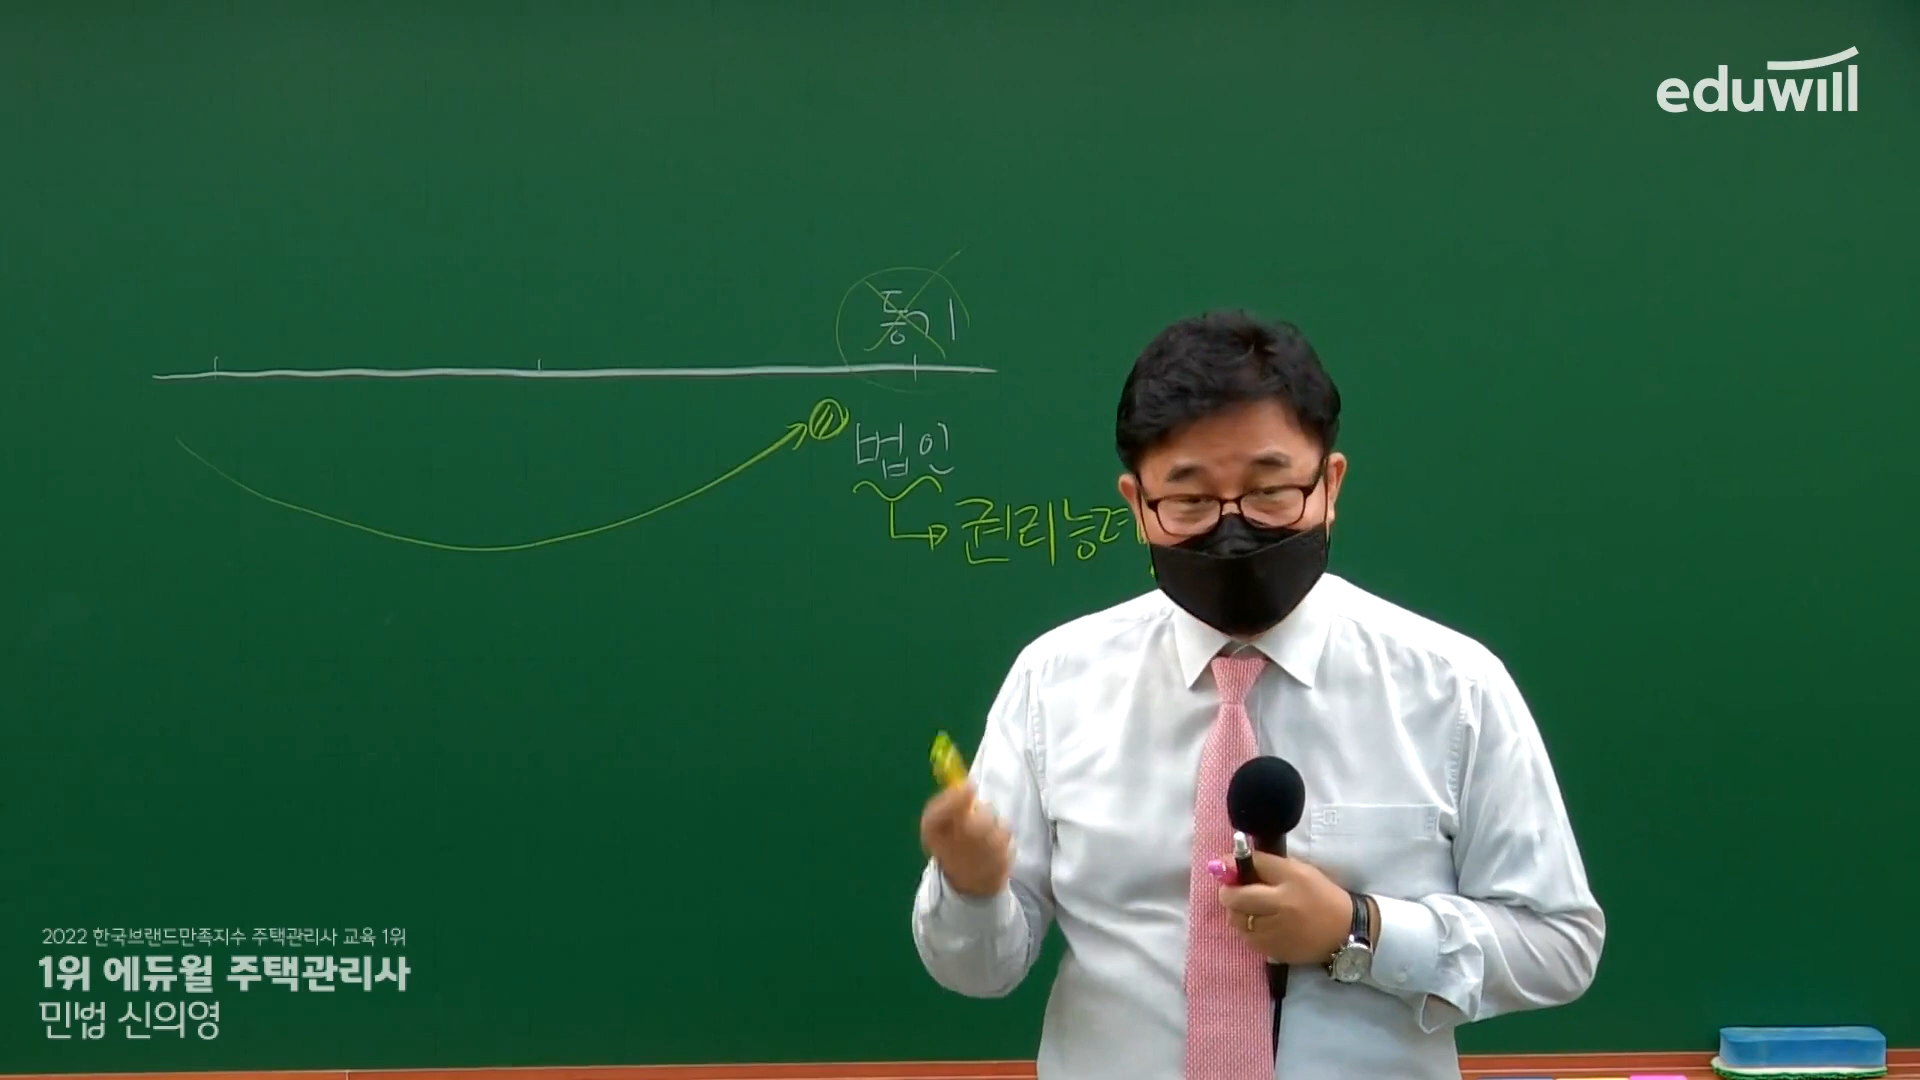 eduwill
등기
법인
권리능력
2022 한국브랜드만족지수 주택관리사 교육 1위
1위 에듀윌 주택관리사
민법 신의영